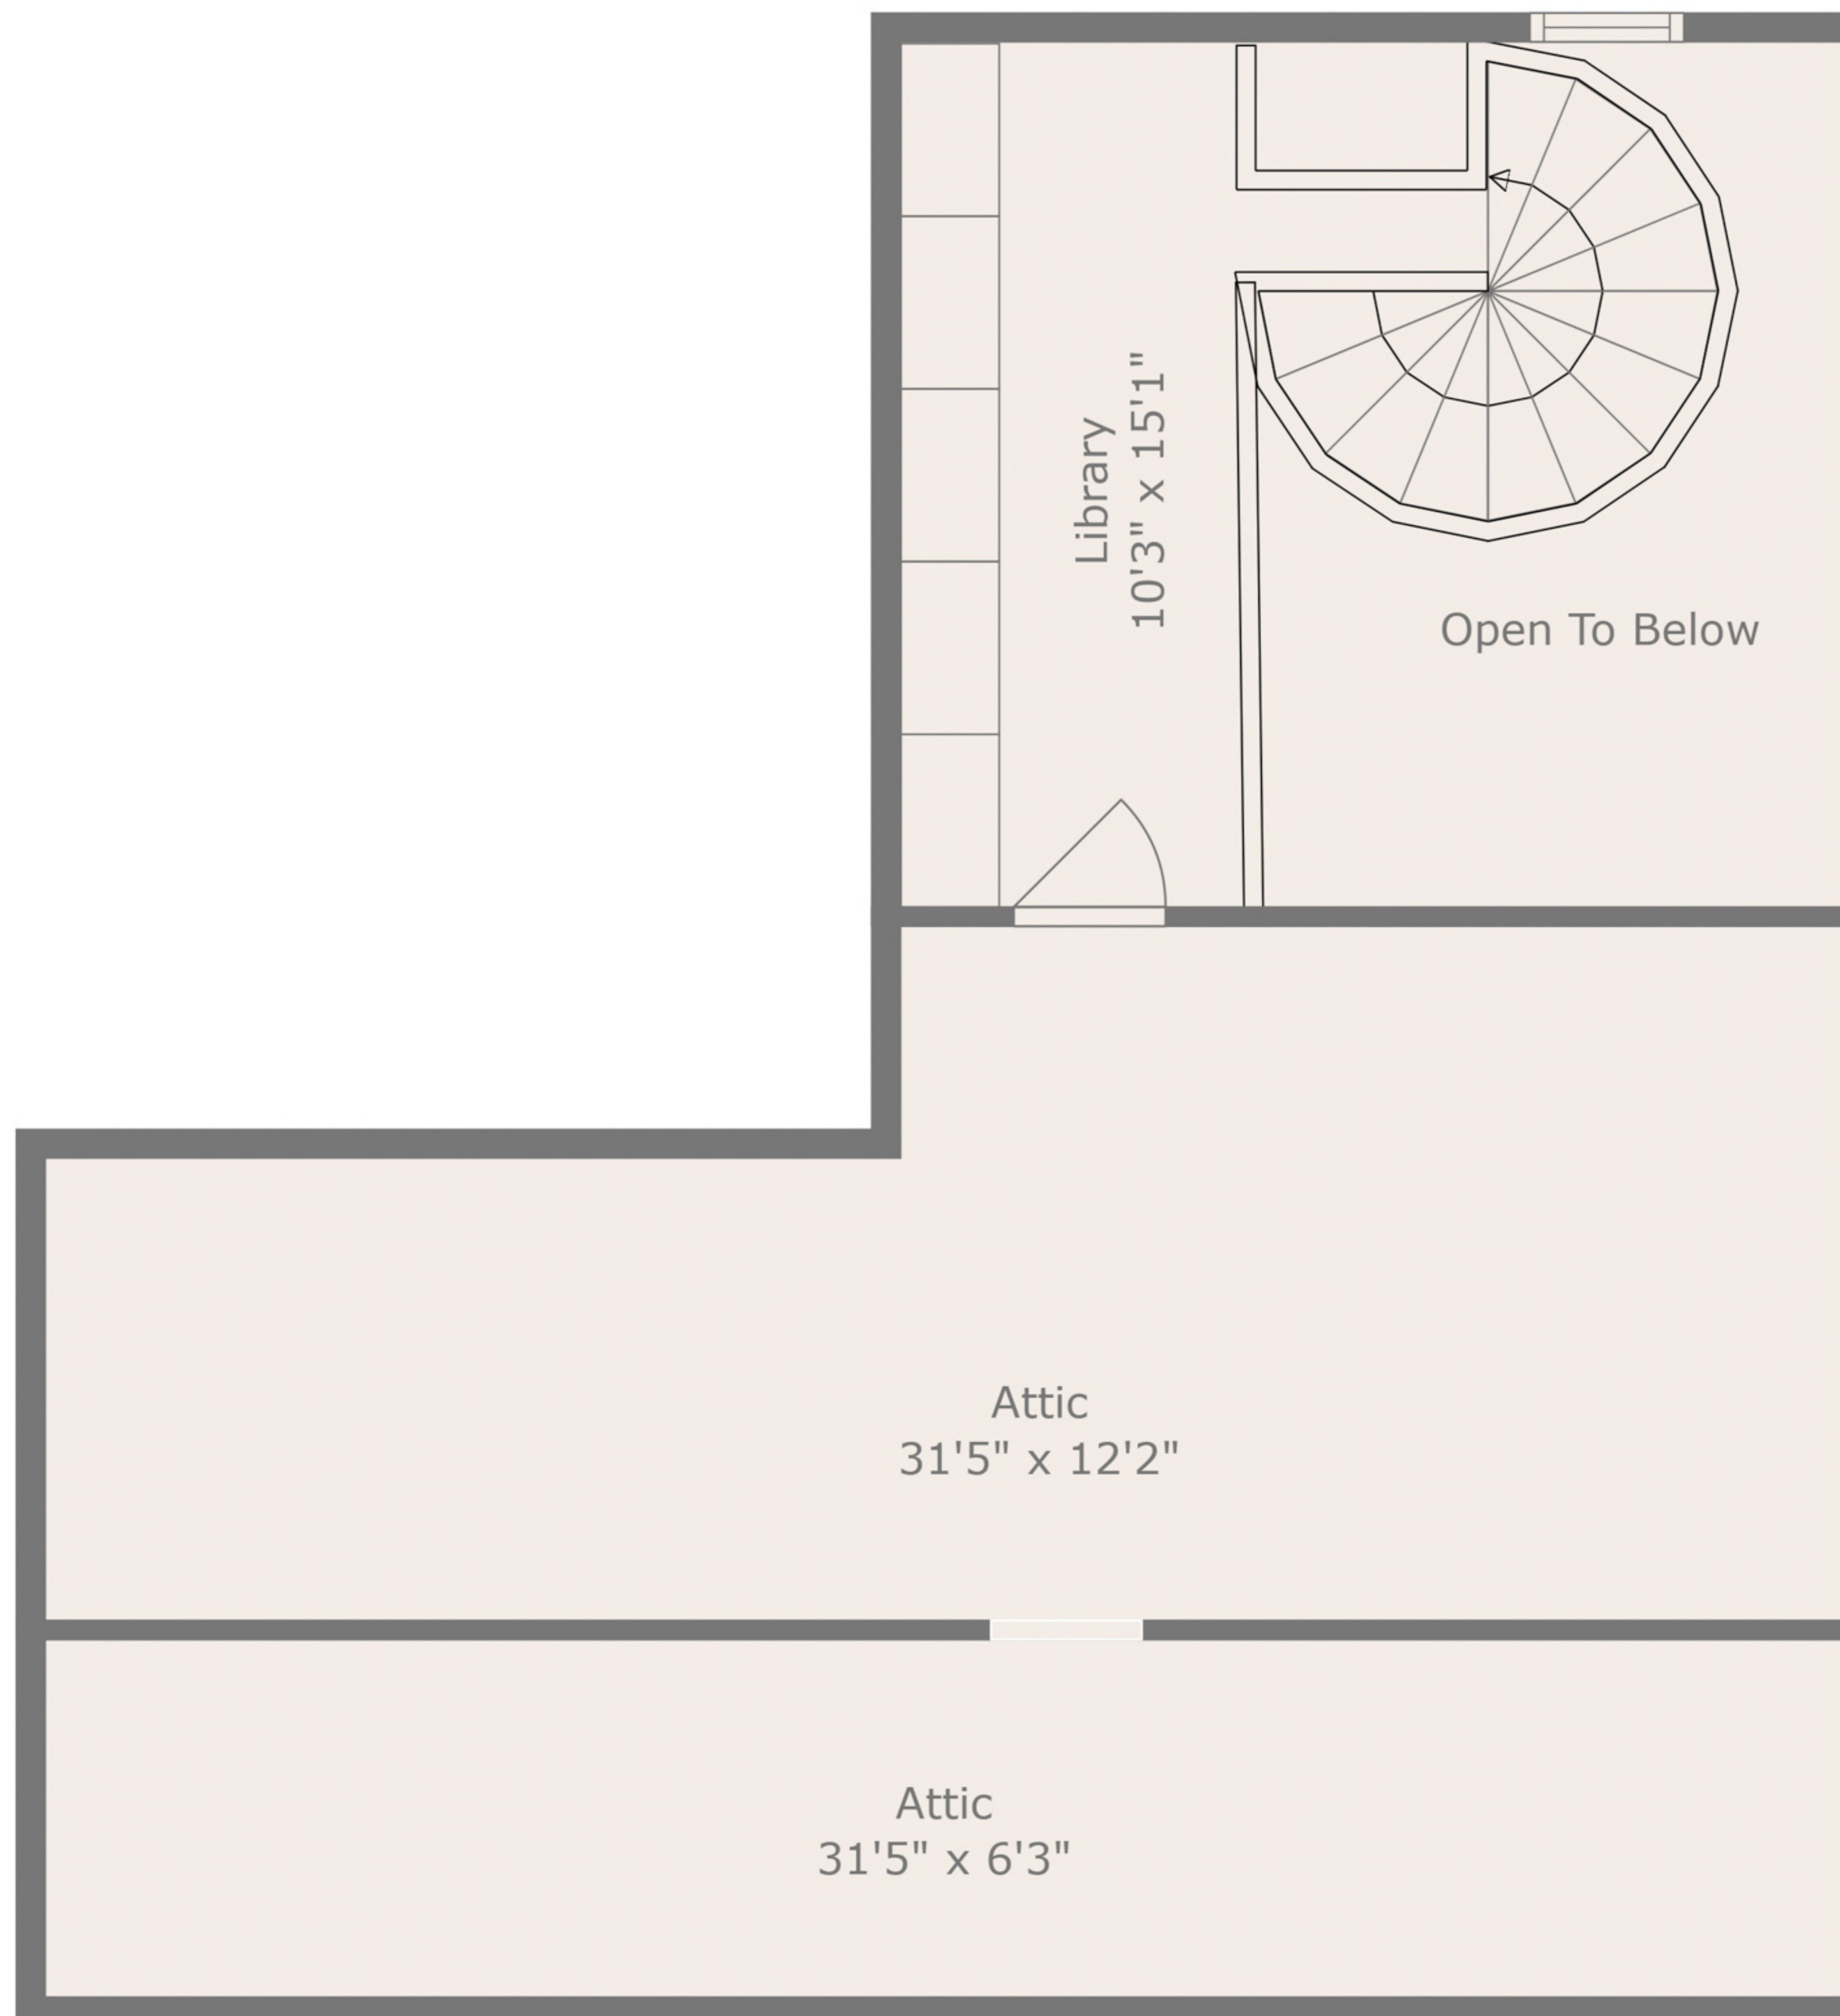 Library
10'3" x 15'1"
Open To Below
Attic
31'5" x 12'2"
Attic
31'5" x 6'3"